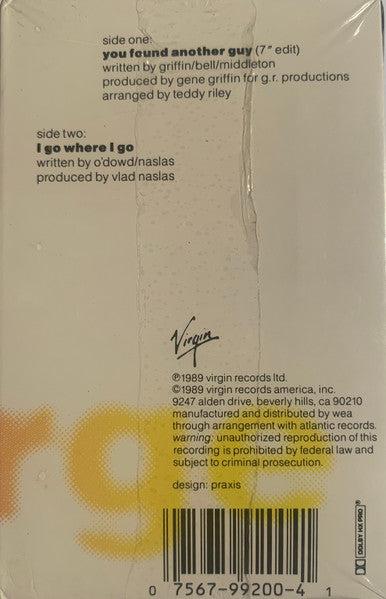 side one:
you found another guy (7" edit)
written by griffin/bell/middleton
produced by gene griffin for g.r. productions
arranged by teddy riley
side two:
I go where I go
written by o'dowd/naslas
produced by vlad naslas
Virgin
℗1989 virgin records ltd.
©1989 virgin records america, inc.
9247 alden drive, beverly hills, ca 90210
manufactured and distributed by wea
through arrangement with atlantic records.
warning: unauthorized reproduction of this
recording is prohibited by federal law and
subject to criminal prosecution.
design: praxis
rge
DOLBY HX PRO®
0 7567-99200-4 1